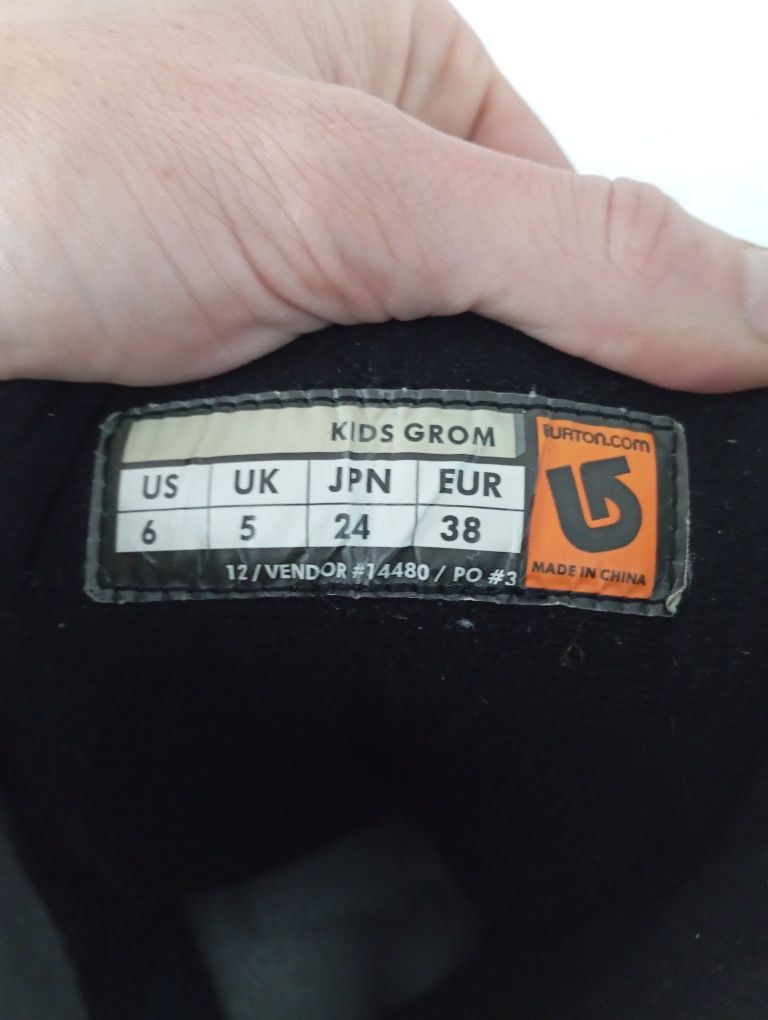 KIDS GROM
US UK JPN EUR
6 5 24 38
12/VENDOR #14480 / PO #3
BURTON.COM
MADE IN CHINA